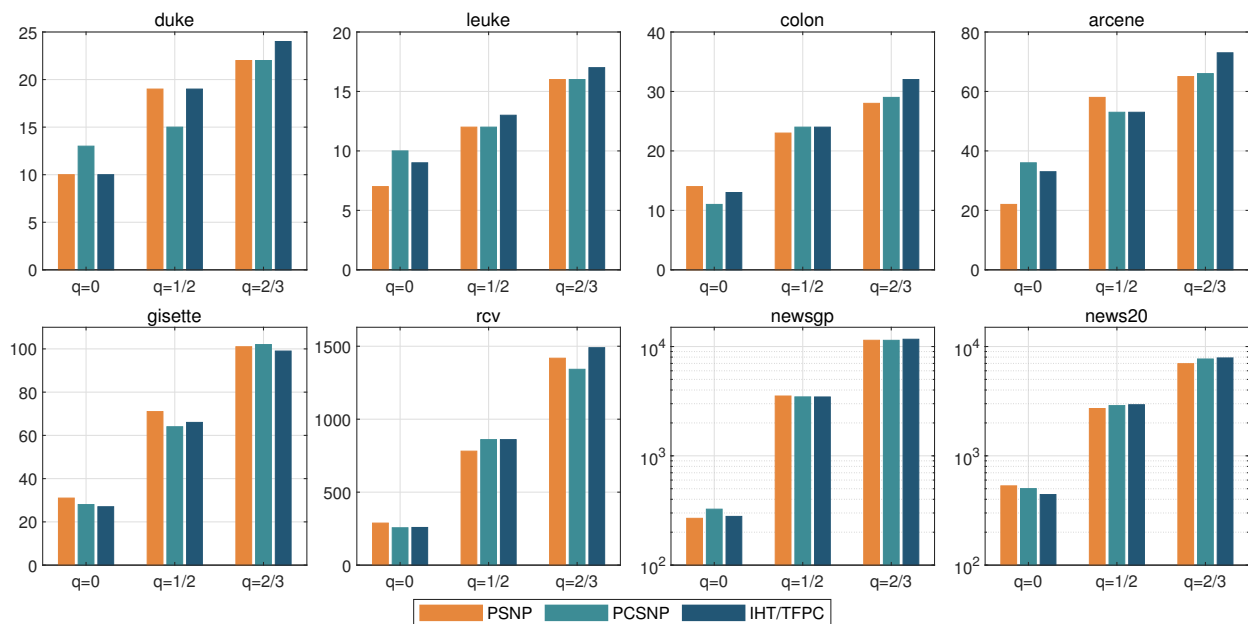 duke
leuke
colon
arcene
25
20
15
10
5
0
q=0 q=1/2 q=2/3
20
15
10
5
0
q=0 q=1/2 q=2/3
40
30
20
10
0
q=0 q=1/2 q=2/3
80
60
40
20
0
q=0 q=1/2 q=2/3
gisette
rcv
newsgp
news20
100
80
60
40
20
0
q=0 q=1/2 q=2/3
1500
1000
500
0
q=0 q=1/2 q=2/3
10^4
10^3
10^2
q=0 q=1/2 q=2/3
10^4
10^3
10^2
q=0 q=1/2 q=2/3
PSNP PCSNP IHT/TFPC